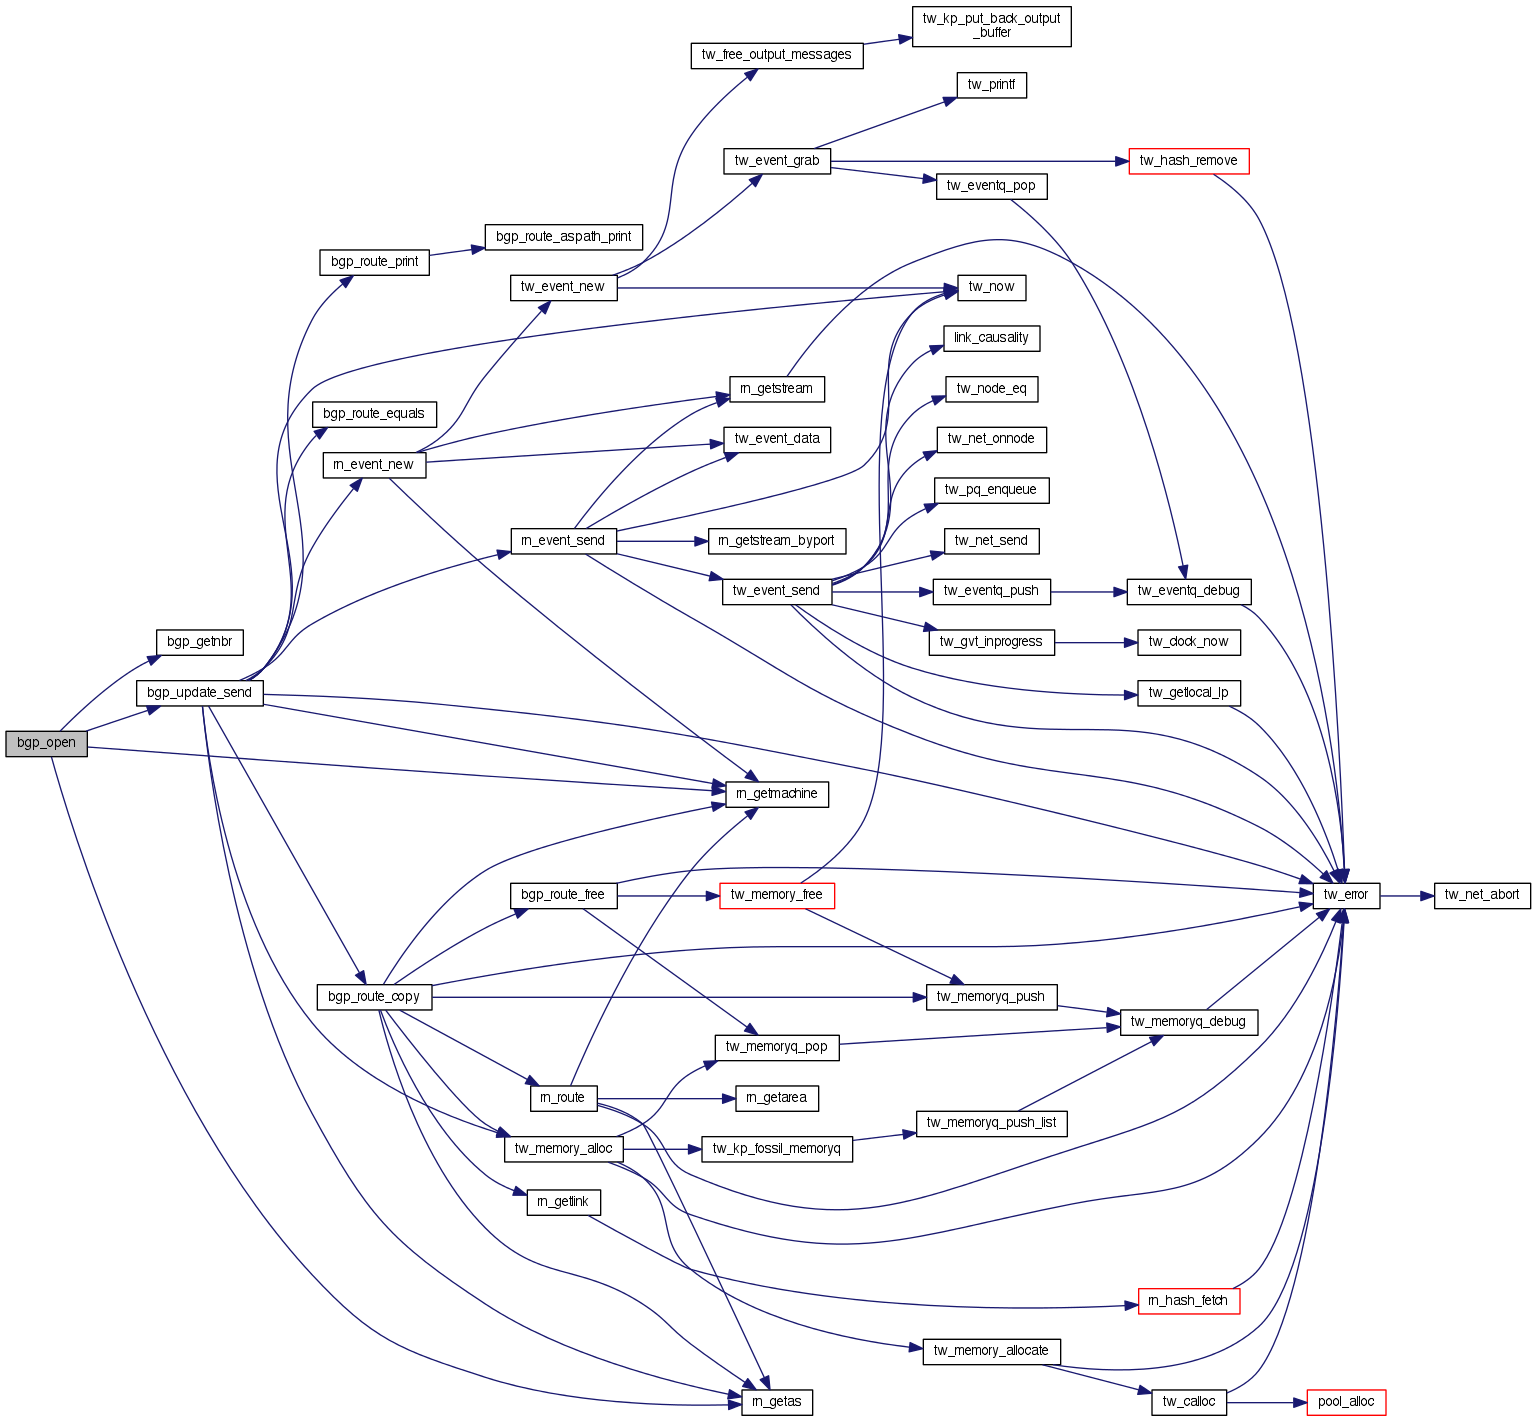 tw_kp_put_back_output
_buffer
tw_free_output_messages
tw_printf
tw_event_grab
tw_hash_remove
tw_eventq_pop
bgp_route_aspath_print
bgp_route_print
tw_event_new
tw_now
link_causality
rn_getstream
tw_node_eq
bgp_route_equals
tw_event_data
tw_net_onnode
rn_event_new
tw_pq_enqueue
rn_event_send
rn_getstream_byport
tw_net_send
tw_event_send
tw_eventq_push
tw_eventq_debug
bgp_getnbr
tw_gvt_inprogress
tw_clock_now
bgp_update_send
tw_getlocal_lp
bgp_open
rn_getmachine
bgp_route_free
tw_memory_free
tw_error
tw_net_abort
bgp_route_copy
tw_memoryq_push
tw_memoryq_debug
tw_memoryq_pop
rn_route
rn_getarea
tw_memoryq_push_list
tw_memory_alloc
tw_kp_fossil_memoryq
rn_getlink
rn_hash_fetch
tw_memory_allocate
rn_getas
tw_calloc
pool_alloc